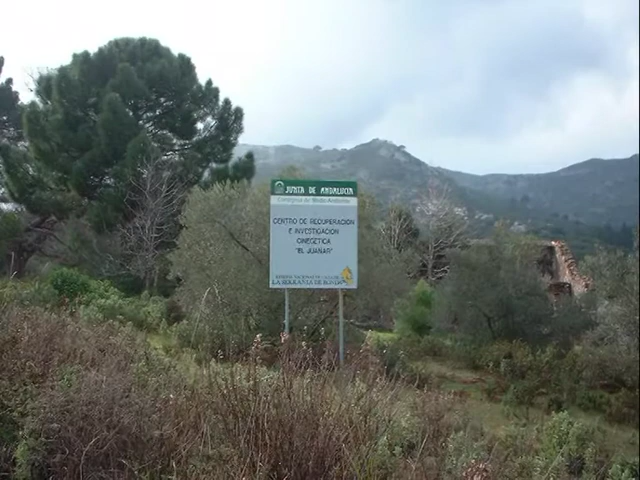 JUNTA DE ANDALUCIA
Consejería de Medio Ambiente
CENTRO DE RECUPERACION
E INVESTIGACION
CINEGETICA
"EL JUANAR"
LA SERRANIA DE RONDA